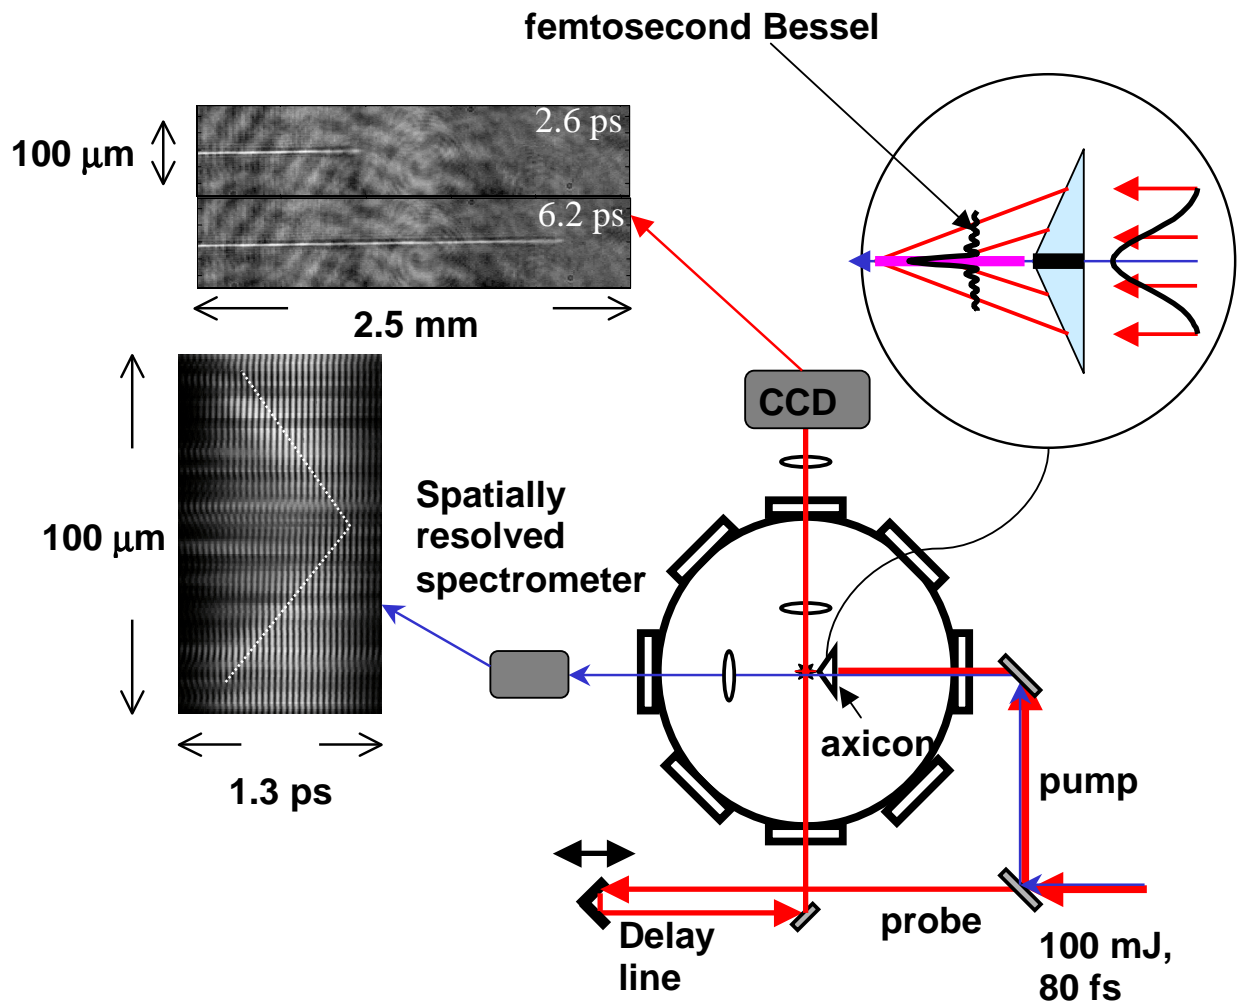 femtosecond Bessel
2.6 ps
100 μm
6.2 ps
2.5 mm
CCD
Spatially
resolved
spectrometer
100 μm
axicon
1.3 ps
pump
probe
Delay
line
100 mJ,
80 fs